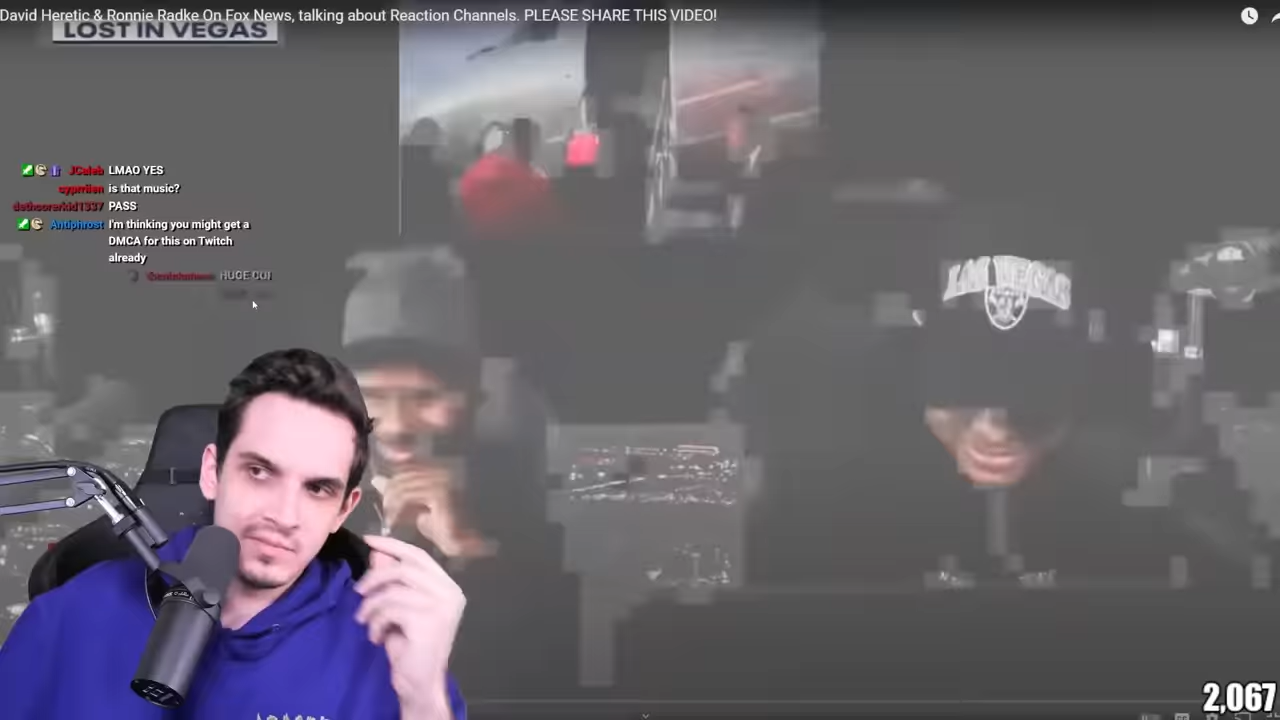 David Heretic & Ronnie Radke On Fox News, talking about Reaction Channels. PLEASE SHARE THIS VIDEO!
LOST IN VEGAS
JCaleb LMAO YES
cyprrilen is that music?
PASS
Antiphrost I'm thinking you might get a
DMCA for this on Twitch
already
HUGE
2,067